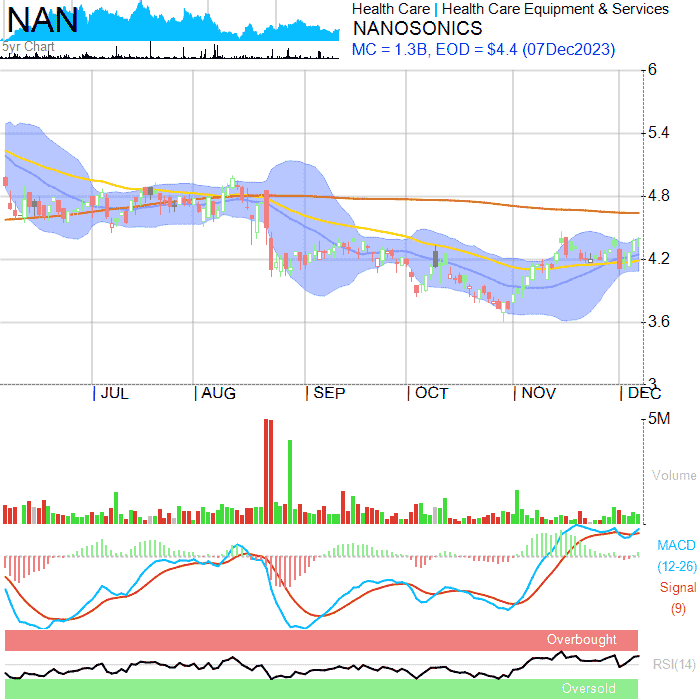 NAN
5yr Chart
Health Care | Health Care Equipment & Services
NANOSONICS
MC = 1.3B, EOD = $4.4 (07Dec2023)
6
5.4
4.8
4.2
3.6
3
JUL AUG SEP OCT NOV DEC
5M
Volume
MACD
(12-26)
Signal
(9)
Overbought
RSI(14)
Oversold